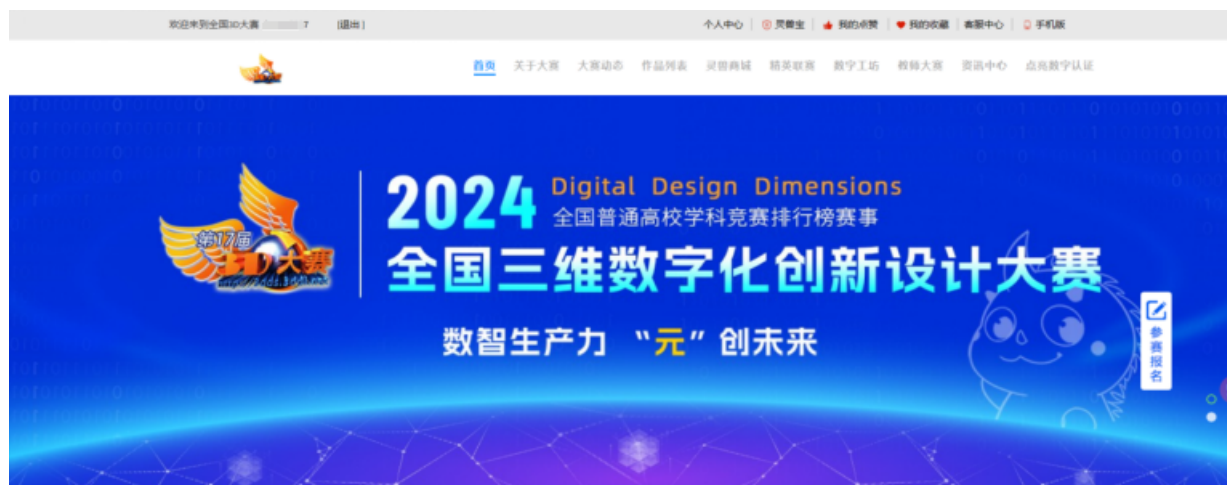 欢迎来到全国3D大赛 7 [退出]
个人中心 灵兽宝 我的点赞 我的收藏 客服中心 手机版
首页 关于大赛 大赛动态 作品列表 灵兽商城 精英联赛 数字工坊 教师大赛 资讯中心 点亮数字认证
第17届
3D大赛
2024 Digital Design Dimensions
全国普通高校学科竞赛排行榜赛事
全国三维数字化创新设计大赛
数智生产力 “元”创未来
参赛报名